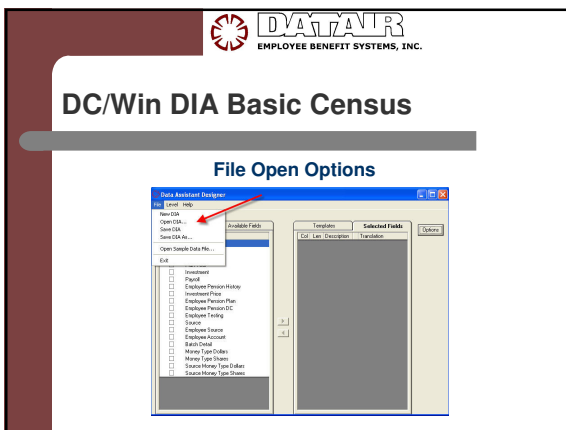 DATAIR
EMPLOYEE BENEFIT SYSTEMS, INC.
DC/Win DIA Basic Census
File Open Options
Data Assistant Designer
File Level Help
New DIA
Open DIA...
Save DIA
Save DIA As...
Open Sample Data File...
Exit
Available Fields
Templates
Selected Fields
Options
Col Len Description Translation
Investment
Payroll
Employee Pension History
Investment Price
Employee Pension Plan
Employee Pension DC
Employee Testing
Source
Employee Source
Employee Account
Batch Detail
Money Type Dollars
Money Type Shares
Source Money Type Dollars
Source Money Type Shares